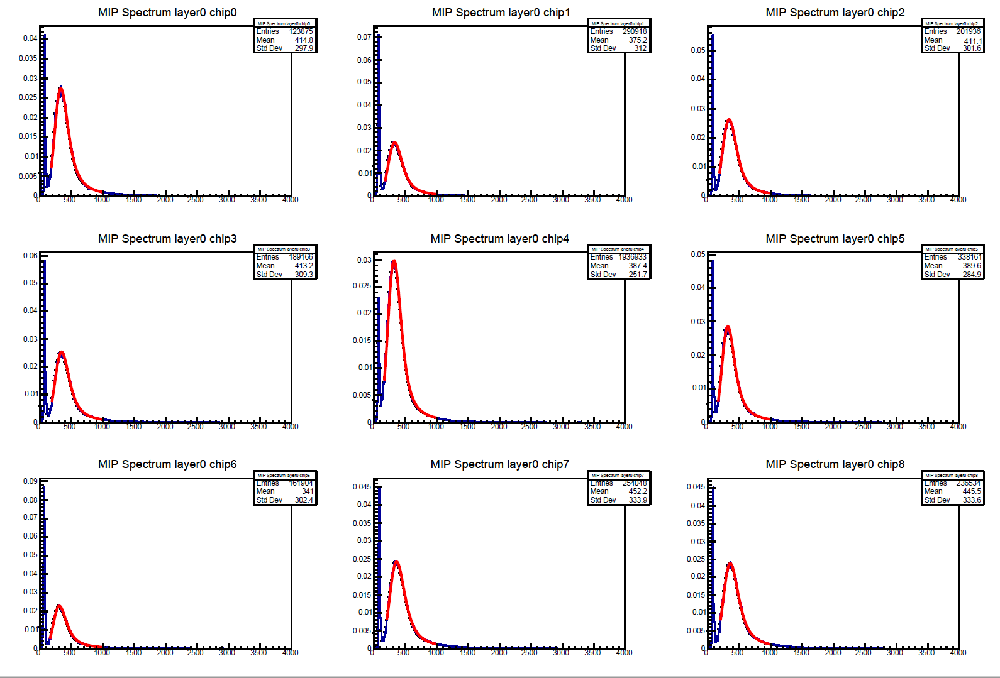 MIP Spectrum layer0 chip0
MIP Spectrum layer0 chip0
Entries 123875
Mean 414.8
Std Dev 297.9
0.04
0.035
0.03
0.025
0.02
0.015
0.01
0.005
0
0 500 1000 1500 2000 2500 3000 3500 4000
MIP Spectrum layer0 chip1
MIP Spectrum layer0 chip1
Entries 290918
Mean 375.2
Std Dev 312
0.07
0.06
0.05
0.04
0.03
0.02
0.01
0
0 500 1000 1500 2000 2500 3000 3500 4000
MIP Spectrum layer0 chip2
MIP Spectrum layer0 chip2
Entries 201936
Mean 411.1
Std Dev 301.6
0.05
0.04
0.03
0.02
0.01
0
0 500 1000 1500 2000 2500 3000 3500 4000
MIP Spectrum layer0 chip3
MIP Spectrum layer0 chip3
Entries 189166
Mean 413.2
Std Dev 309.3
0.06
0.05
0.04
0.03
0.02
0.01
0
0 500 1000 1500 2000 2500 3000 3500 4000
MIP Spectrum layer0 chip4
MIP Spectrum layer0 chip4
Entries 1936933
Mean 387.4
Std Dev 251.7
0.03
0.025
0.02
0.015
0.01
0.005
0
0 500 1000 1500 2000 2500 3000 3500 4000
MIP Spectrum layer0 chip5
MIP Spectrum layer0 chip5
Entries 338161
Mean 389.6
Std Dev 284.9
0.05
0.04
0.03
0.02
0.01
0
0 500 1000 1500 2000 2500 3000 3500 4000
MIP Spectrum layer0 chip6
MIP Spectrum layer0 chip6
Entries 161904
Mean 341
Std Dev 302.4
0.09
0.08
0.07
0.06
0.05
0.04
0.03
0.02
0.01
0
0 500 1000 1500 2000 2500 3000 3500 4000
MIP Spectrum layer0 chip7
MIP Spectrum layer0 chip7
Entries 254048
Mean 452.2
Std Dev 333.9
0.045
0.04
0.035
0.03
0.025
0.02
0.015
0.01
0.005
0
0 500 1000 1500 2000 2500 3000 3500 4000
MIP Spectrum layer0 chip8
MIP Spectrum layer0 chip8
Entries 236534
Mean 445.5
Std Dev 333.6
0.045
0.04
0.035
0.03
0.025
0.02
0.015
0.01
0.005
0
0 500 1000 1500 2000 2500 3000 3500 4000